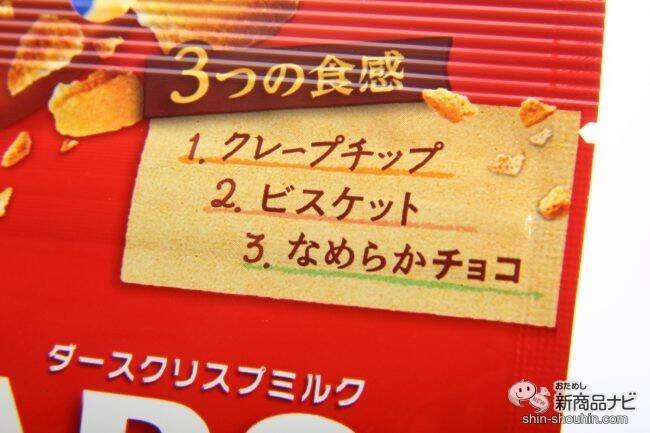 3つの食感
1. クレープチップ
2. ビスケット
3. なめらかチョコ
ダースクリスプミルク
おためし
新商品ナビ
shin-shouhin.com